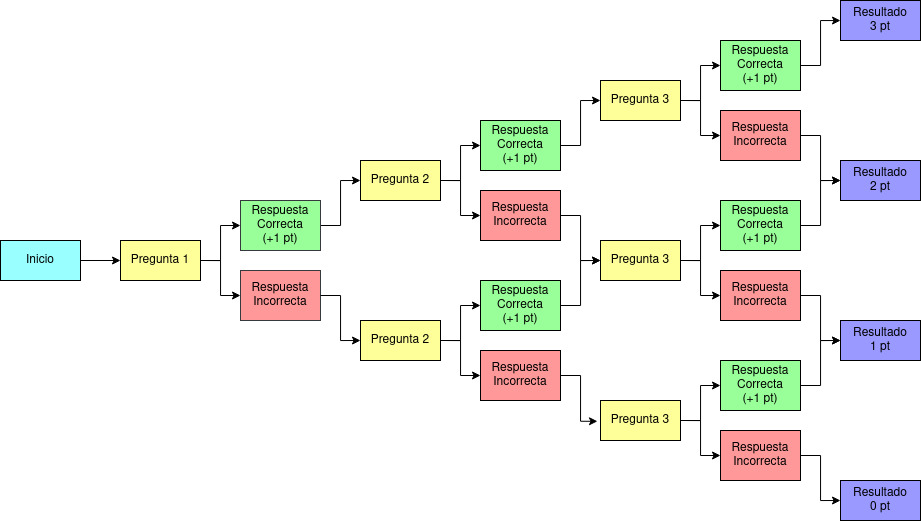 Inicio
Pregunta 1
Respuesta
Correcta
(+1 pt)
Respuesta
Incorrecta
Pregunta 2
Pregunta 2
Respuesta
Correcta
(+1 pt)
Respuesta
Incorrecta
Respuesta
Correcta
(+1 pt)
Respuesta
Incorrecta
Pregunta 3
Pregunta 3
Pregunta 3
Respuesta
Correcta
(+1 pt)
Respuesta
Incorrecta
Respuesta
Correcta
(+1 pt)
Respuesta
Incorrecta
Respuesta
Correcta
(+1 pt)
Respuesta
Incorrecta
Resultado
3 pt
Resultado
2 pt
Resultado
1 pt
Resultado
0 pt